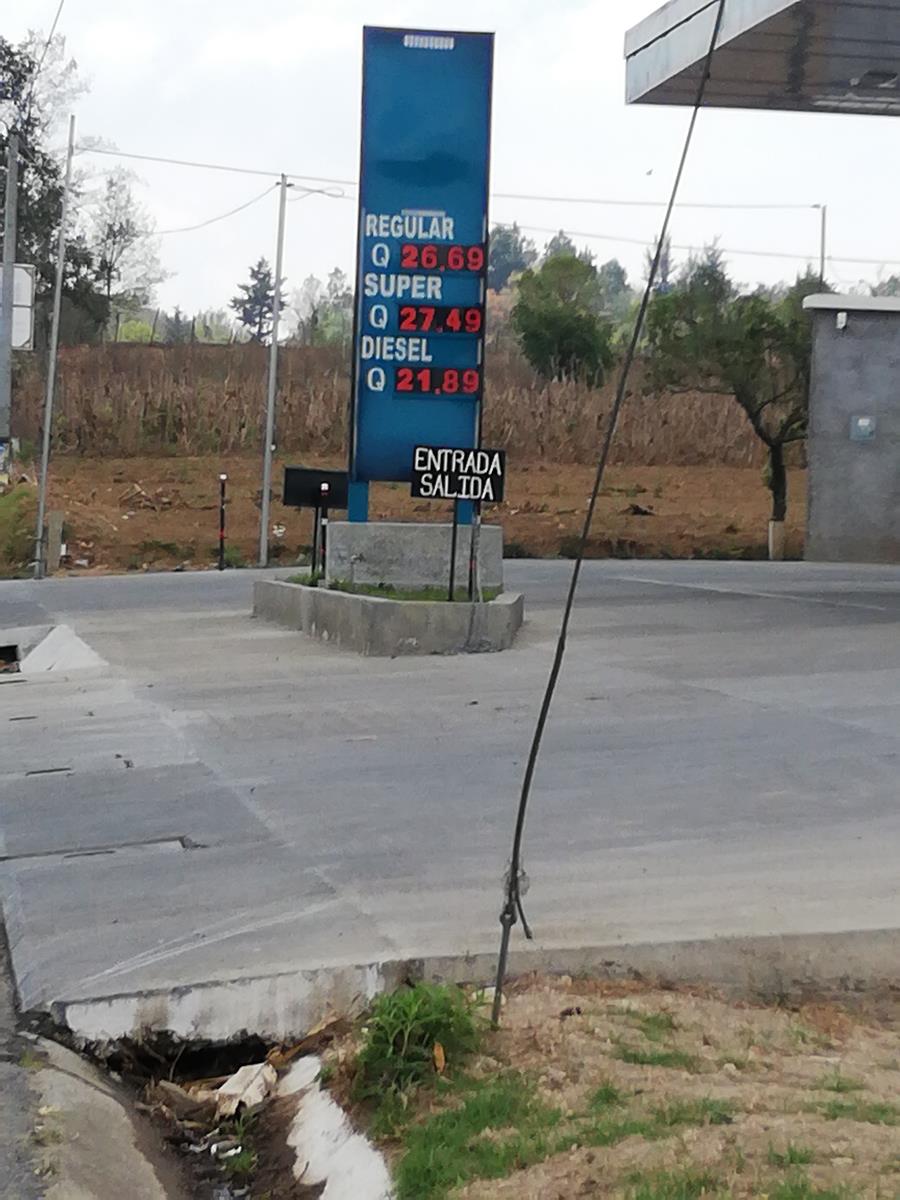 REGULAR
Q 26.69
SUPER
Q 27.49
DIESEL
Q 21.89
ENTRADA
SALIDA